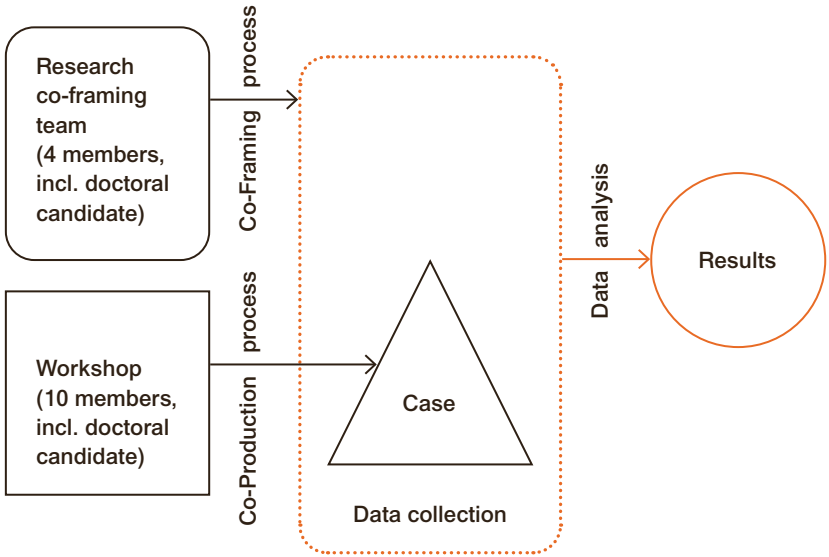 Research
co-framing
team
(4 members,
incl. doctoral
candidate)
Co-Framing process
Workshop
(10 members,
incl. doctoral
candidate)
Co-Production process
Case
Data collection
Data analysis
Results